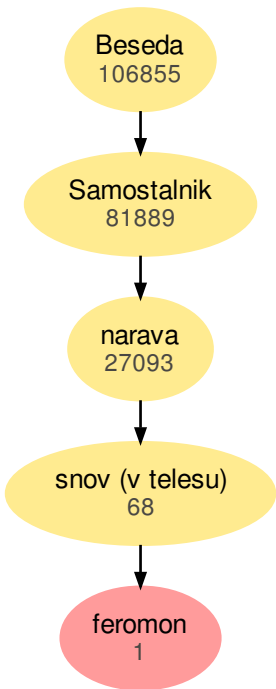 Beseda
106855
Samostalnik
81889
narava
27093
snov (v telesu)
68
feromon
1